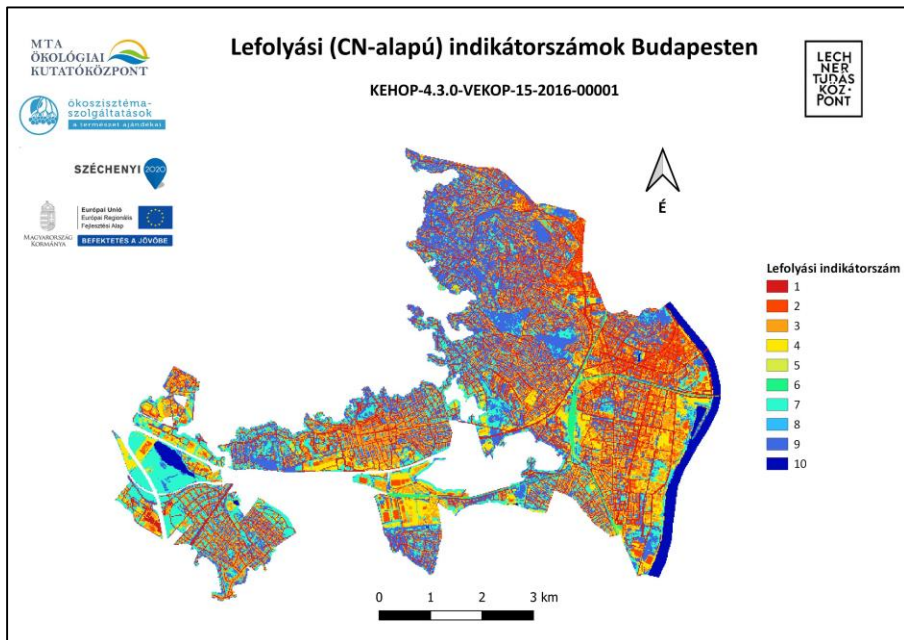 Lefolyási (CN-alapú) indikátorszámok Budapesten
KEHOP-4.3.0-VEKOP-15-2016-00001
MTA
ÖKOLÓGIAI
KUTATÓKÖZPONT
ökoszisztéma-
szolgáltatások
a természet ajándékai
SZÉCHENYI 2020
MAGYARORSZÁG
KORMÁNYA
Európai Unió
Európai Regionális
Fejlesztési Alap
BEFEKTETÉS A JÖVŐBE
LECH
NER
TUDÁS
KÖZ
PONT
É
Lefolyási indikátorszám
1
2
3
4
5
6
7
8
9
10
0 1 2 3 km